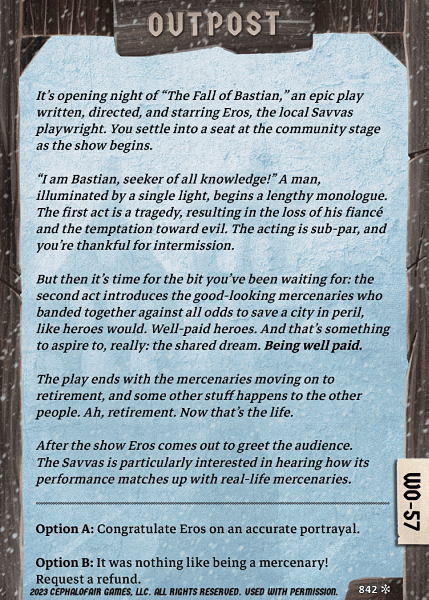 OUTPOST
It's opening night of “The Fall of Bastian,” an epic play
written, directed, and starring Eros, the local Savvas
playwright. You settle into a seat at the community stage
as the show begins.
“I am Bastian, seeker of all knowledge!” A man,
illuminated by a single light, begins a lengthy monologue.
The first act is a tragedy, resulting in the loss of his fiancé
and the temptation toward evil. The acting is sub-par, and
you're thankful for intermission.
But then it's time for the bit you've been waiting for: the
second act introduces the good-looking mercenaries who
banded together against all odds to save a city in peril,
like heroes would. Well-paid heroes. And that's something
to aspire to, really: the shared dream. Being well paid.
The play ends with the mercenaries moving on to
retirement, and some other stuff happens to the other
people. Ah, retirement. Now that's the life.
After the show Eros comes out to greet the audience.
The Savvas is particularly interested in hearing how its
performance matches up with real-life mercenaries.
WO-57
Option A: Congratulate Eros on an accurate portrayal.
Option B: It was nothing like being a mercenary!
Request a refund.
2023 CEPHALOFAIR GAMES, LLC. ALL RIGHTS RESERVED. USED WITH PERMISSION.
842